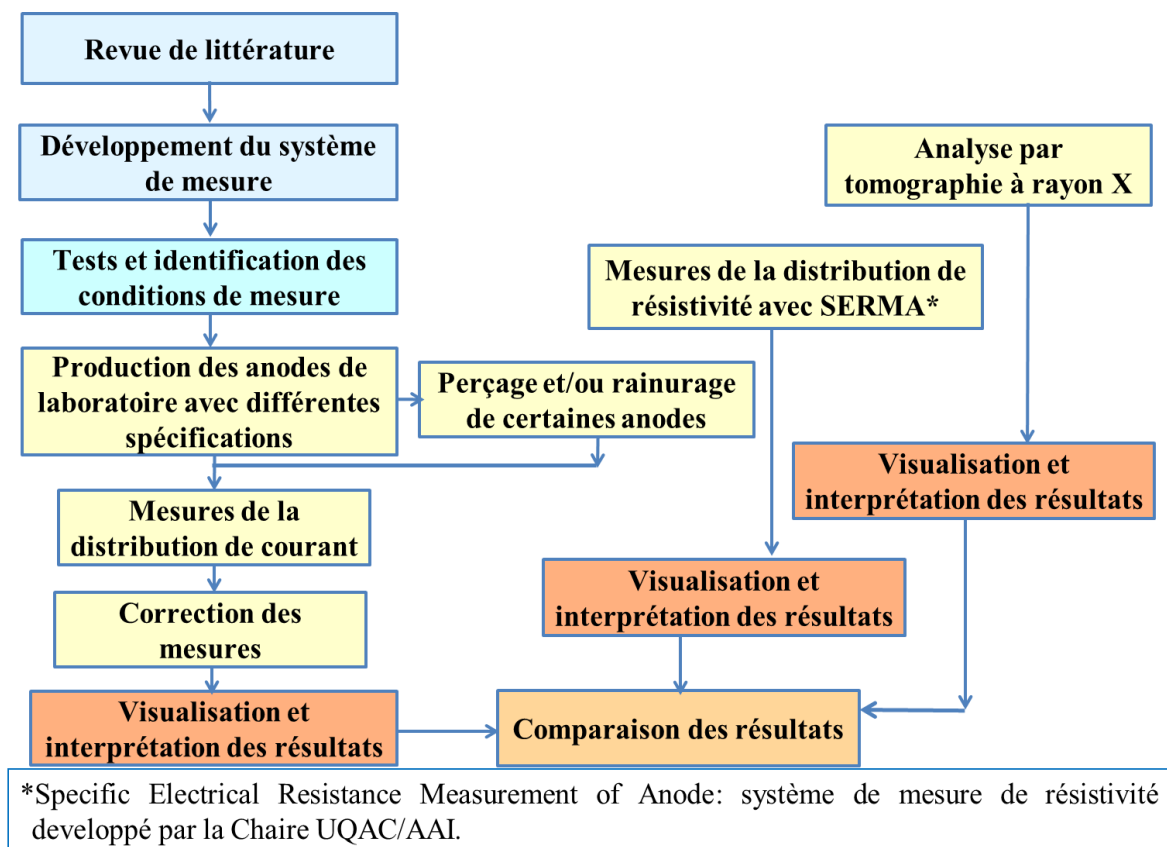 Revue de littérature
Développement du système
de mesure
Tests et identification des
conditions de mesure
Production des anodes de
laboratoire avec différentes
spécifications
Perçage et/ou rainurage
de certaines anodes
Mesures de la
distribution de courant
Correction des
mesures
Visualisation et
interprétation des résultats
Mesures de la distribution de
résistivité avec SERMA*
Visualisation et
interprétation des résultats
Analyse par
tomographie à rayon X
Visualisation et
interprétation des résultats
Comparaison des résultats
*Specific Electrical Resistance Measurement of Anode: système de mesure de résistivité
developpé par la Chaire UQAC/AAI.